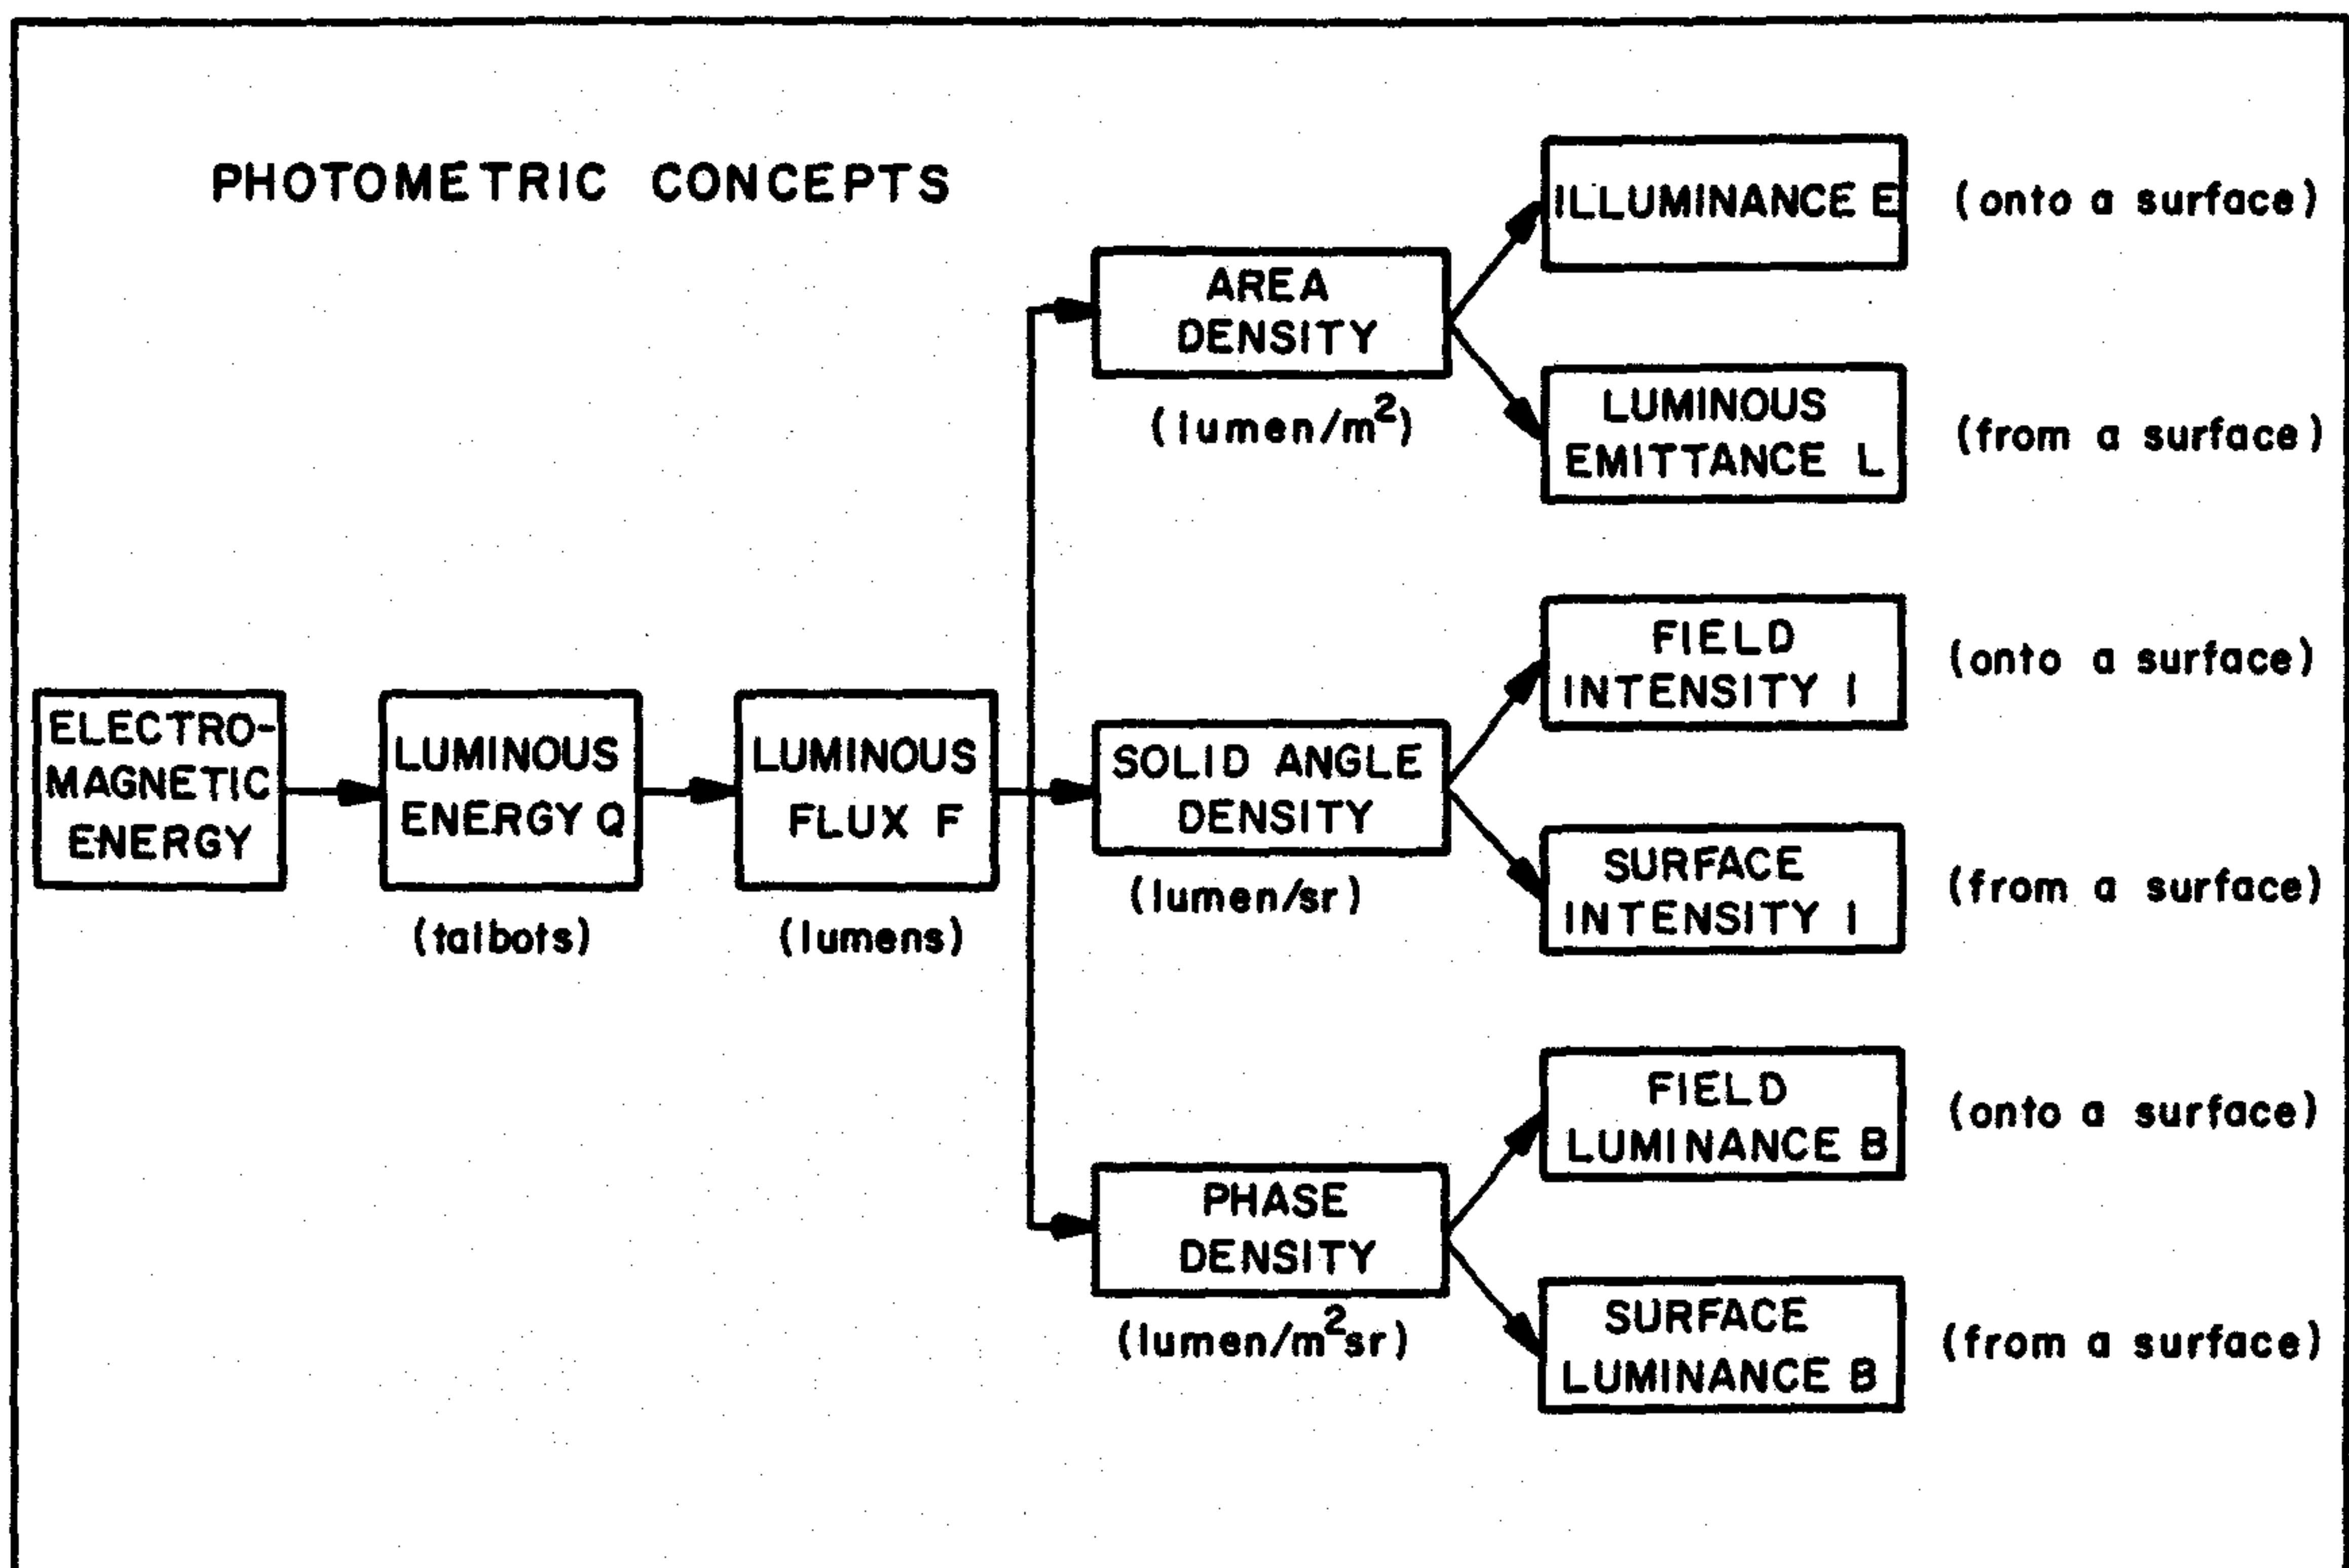 PHOTOMETRIC CONCEPTS
ELECTRO-
MAGNETIC
ENERGY
LUMINOUS
ENERGY Q
(talbots)
LUMINOUS
FLUX F
(lumens)
AREA
DENSITY
(lumen/m²)
ILLUMINANCE E
(onto a surface)
LUMINOUS
EMITTANCE L
(from a surface)
SOLID ANGLE
DENSITY
(lumen/sr)
FIELD
INTENSITY I
(onto a surface)
SURFACE
INTENSITY I
(from a surface)
PHASE
DENSITY
(lumen/m²sr)
FIELD
LUMINANCE B
(onto a surface)
SURFACE
LUMINANCE B
(from a surface)